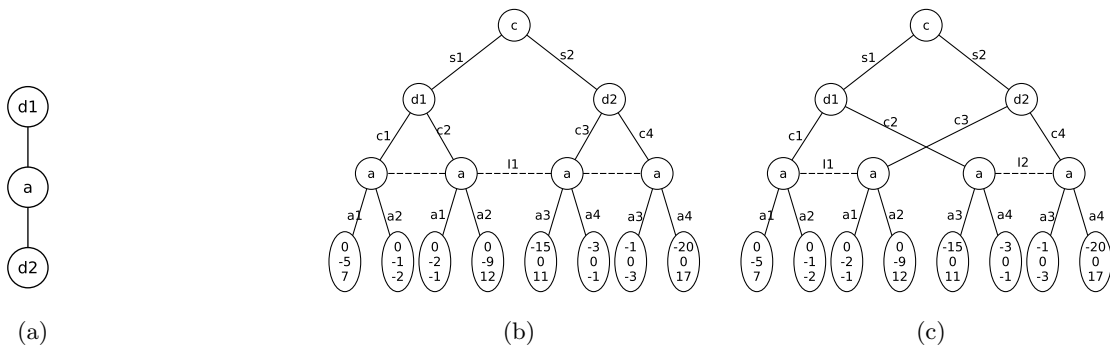 c
c
s1 s2
s1 s2
d1
d1 d2
d1 d2
c1 c2 c3 c4
c1 c2 c3 c4
a
a a l1 a a
a l1 a a l2 a
a1 a2 a1 a2 a3 a4 a3 a4
a1 a2 a1 a2 a3 a4 a3 a4
d2
0 0 0 0 -15 -3 -1 -20
-5 -1 -2 -9 0 0 0 0
7 -2 -1 12 11 -1 -3 17
0 0 0 0 -15 -3 -1 -20
-5 -1 -2 -9 0 0 0 0
7 -2 -1 12 11 -1 -3 17
(a) (b) (c)